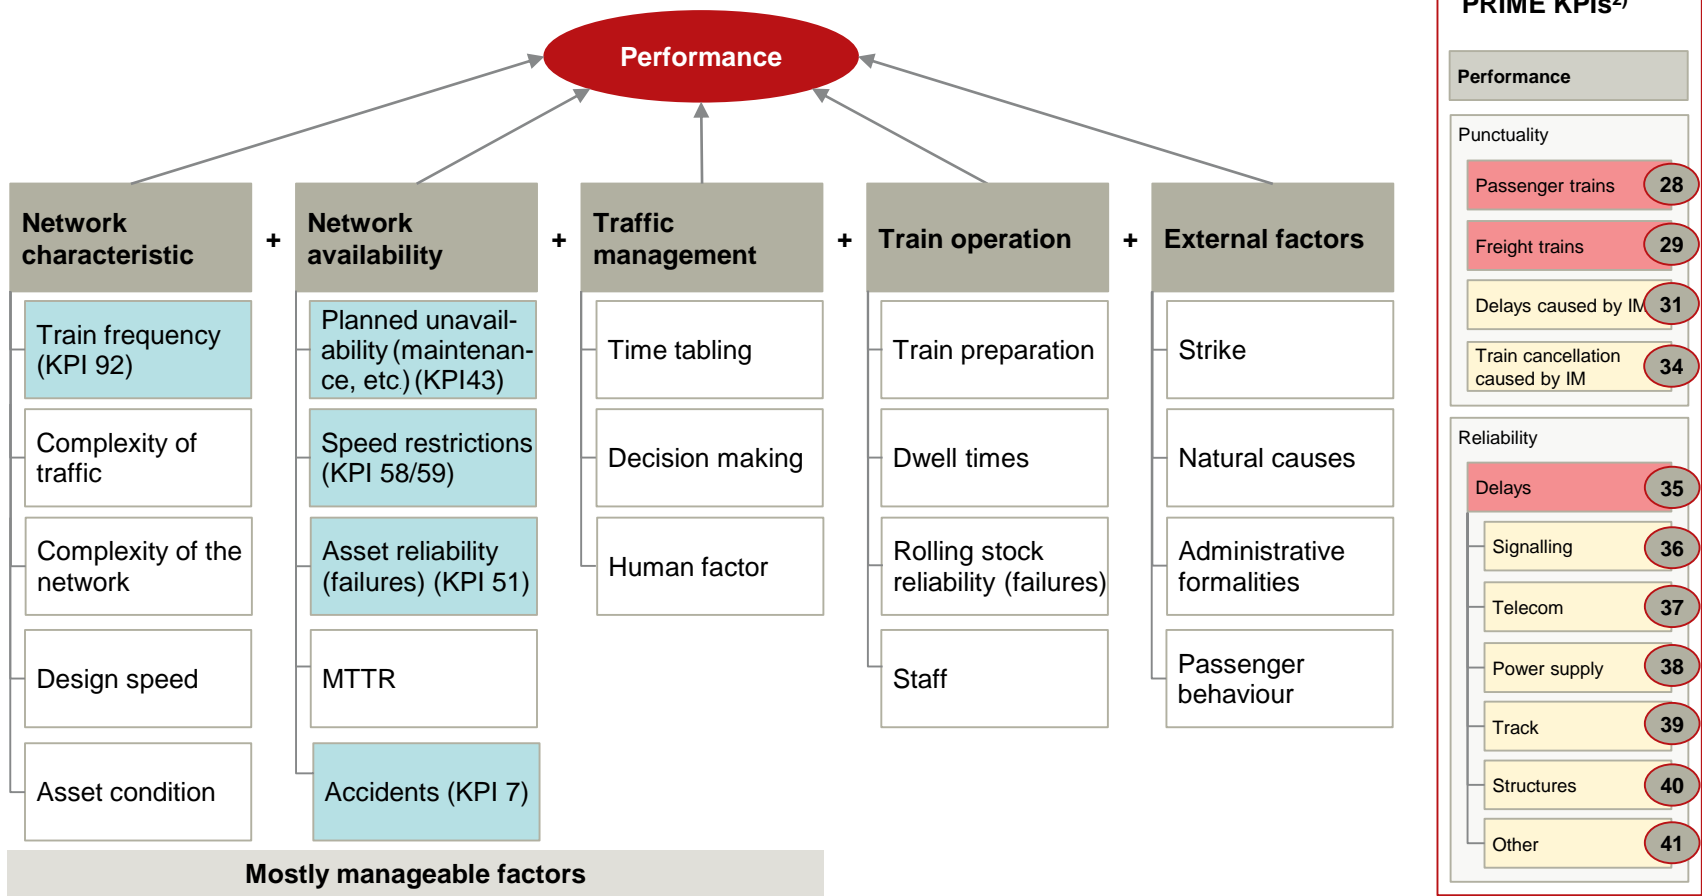 Performance
Network
characteristic
+
Network
availability
+
Traffic
management
+
Train operation
+
External factors
Train frequency
(KPI 92)
Complexity of
traffic
Complexity of the
network
Design speed
Asset condition
Planned unavail-
ability (maintenan-
ce, etc.) (KPI43)
Speed restrictions
(KPI 58/59)
Asset reliability
(failures) (KPI 51)
MTTR
Accidents (KPI 7)
Time tabling
Decision making
Human factor
Train preparation
Dwell times
Rolling stock
reliability (failures)
Staff
Strike
Natural causes
Administrative
formalities
Passenger
behaviour
Mostly manageable factors
PRIME KPIs2)
Performance
Punctuality
Passenger trains 28
Freight trains 29
Delays caused by IM 31
Train cancellation
caused by IM 34
Reliability
Delays 35
Signalling 36
Telecom 37
Power supply 38
Track 39
Structures 40
Other 41